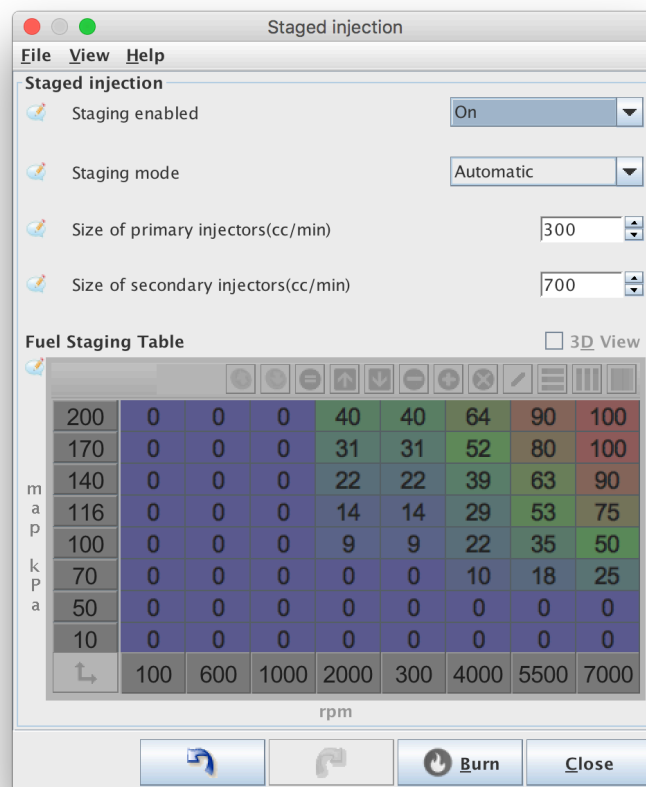 Staged injection
File View Help
Staged injection
Staging enabled On
Staging mode Automatic
Size of primary injectors(cc/min) 300
Size of secondary injectors(cc/min) 700
Fuel Staging Table 3D View
200 0 0 0 40 40 64 90 100
170 0 0 0 31 31 52 80 100
140 0 0 0 22 22 39 63 90
116 0 0 0 14 14 29 53 75
100 0 0 0 9 9 22 35 50
70 0 0 0 0 0 10 18 25
50 0 0 0 0 0 0 0 0
10 0 0 0 0 0 0 0 0
map kPa
100 600 1000 2000 300 4000 5500 7000
rpm
Burn Close